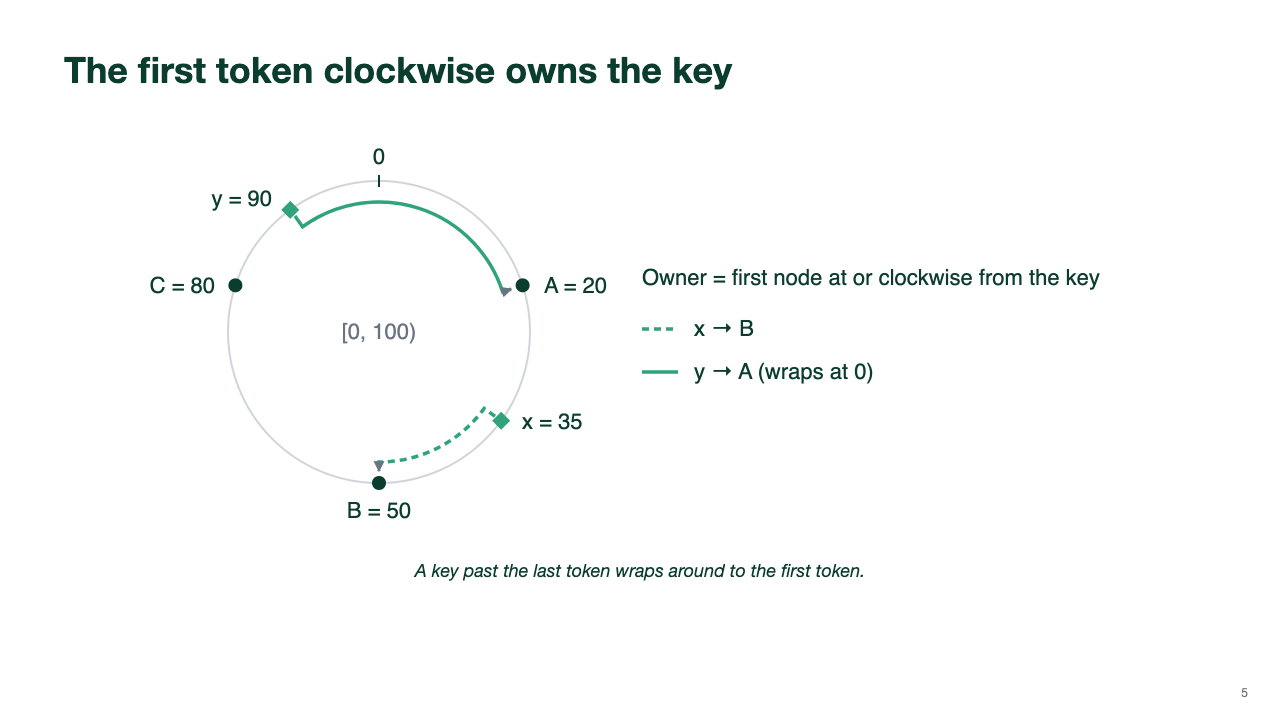 The first token clockwise owns the key
0
y = 90
C = 80
A = 20
[0, 100)
x = 35
B = 50
Owner = first node at or clockwise from the key
x → B
y → A (wraps at 0)
A key past the last token wraps around to the first token.
5